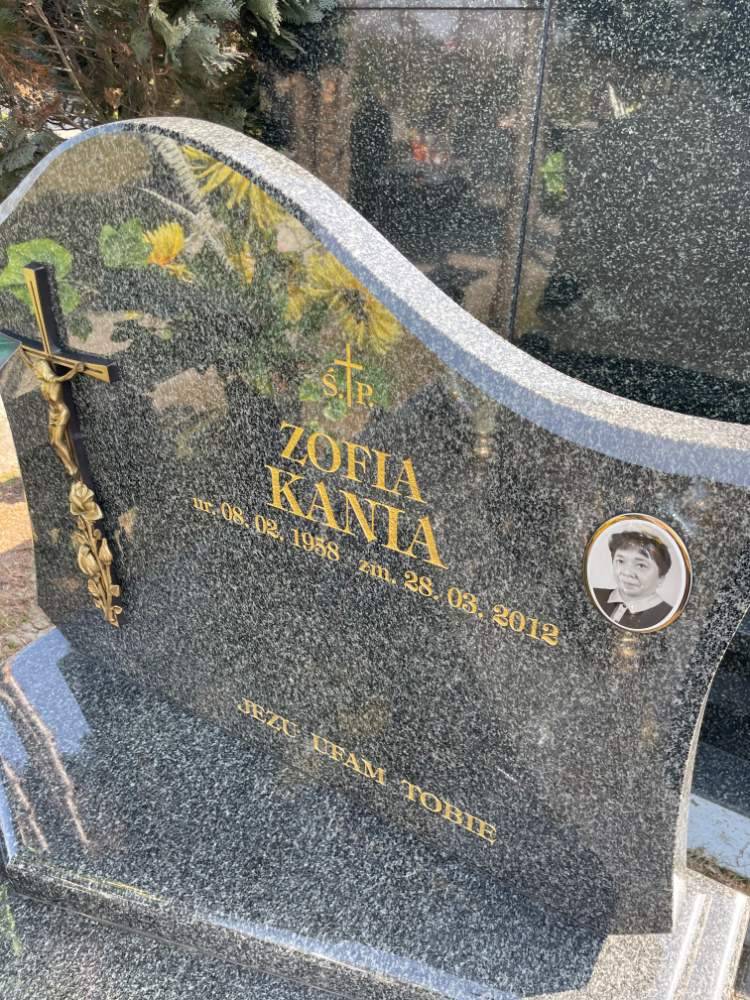 Ś. P.
ZOFIA
KANIA
ur. 08. 02. 1958 zm. 28. 03. 2012
JEZU UFAM TOBIE